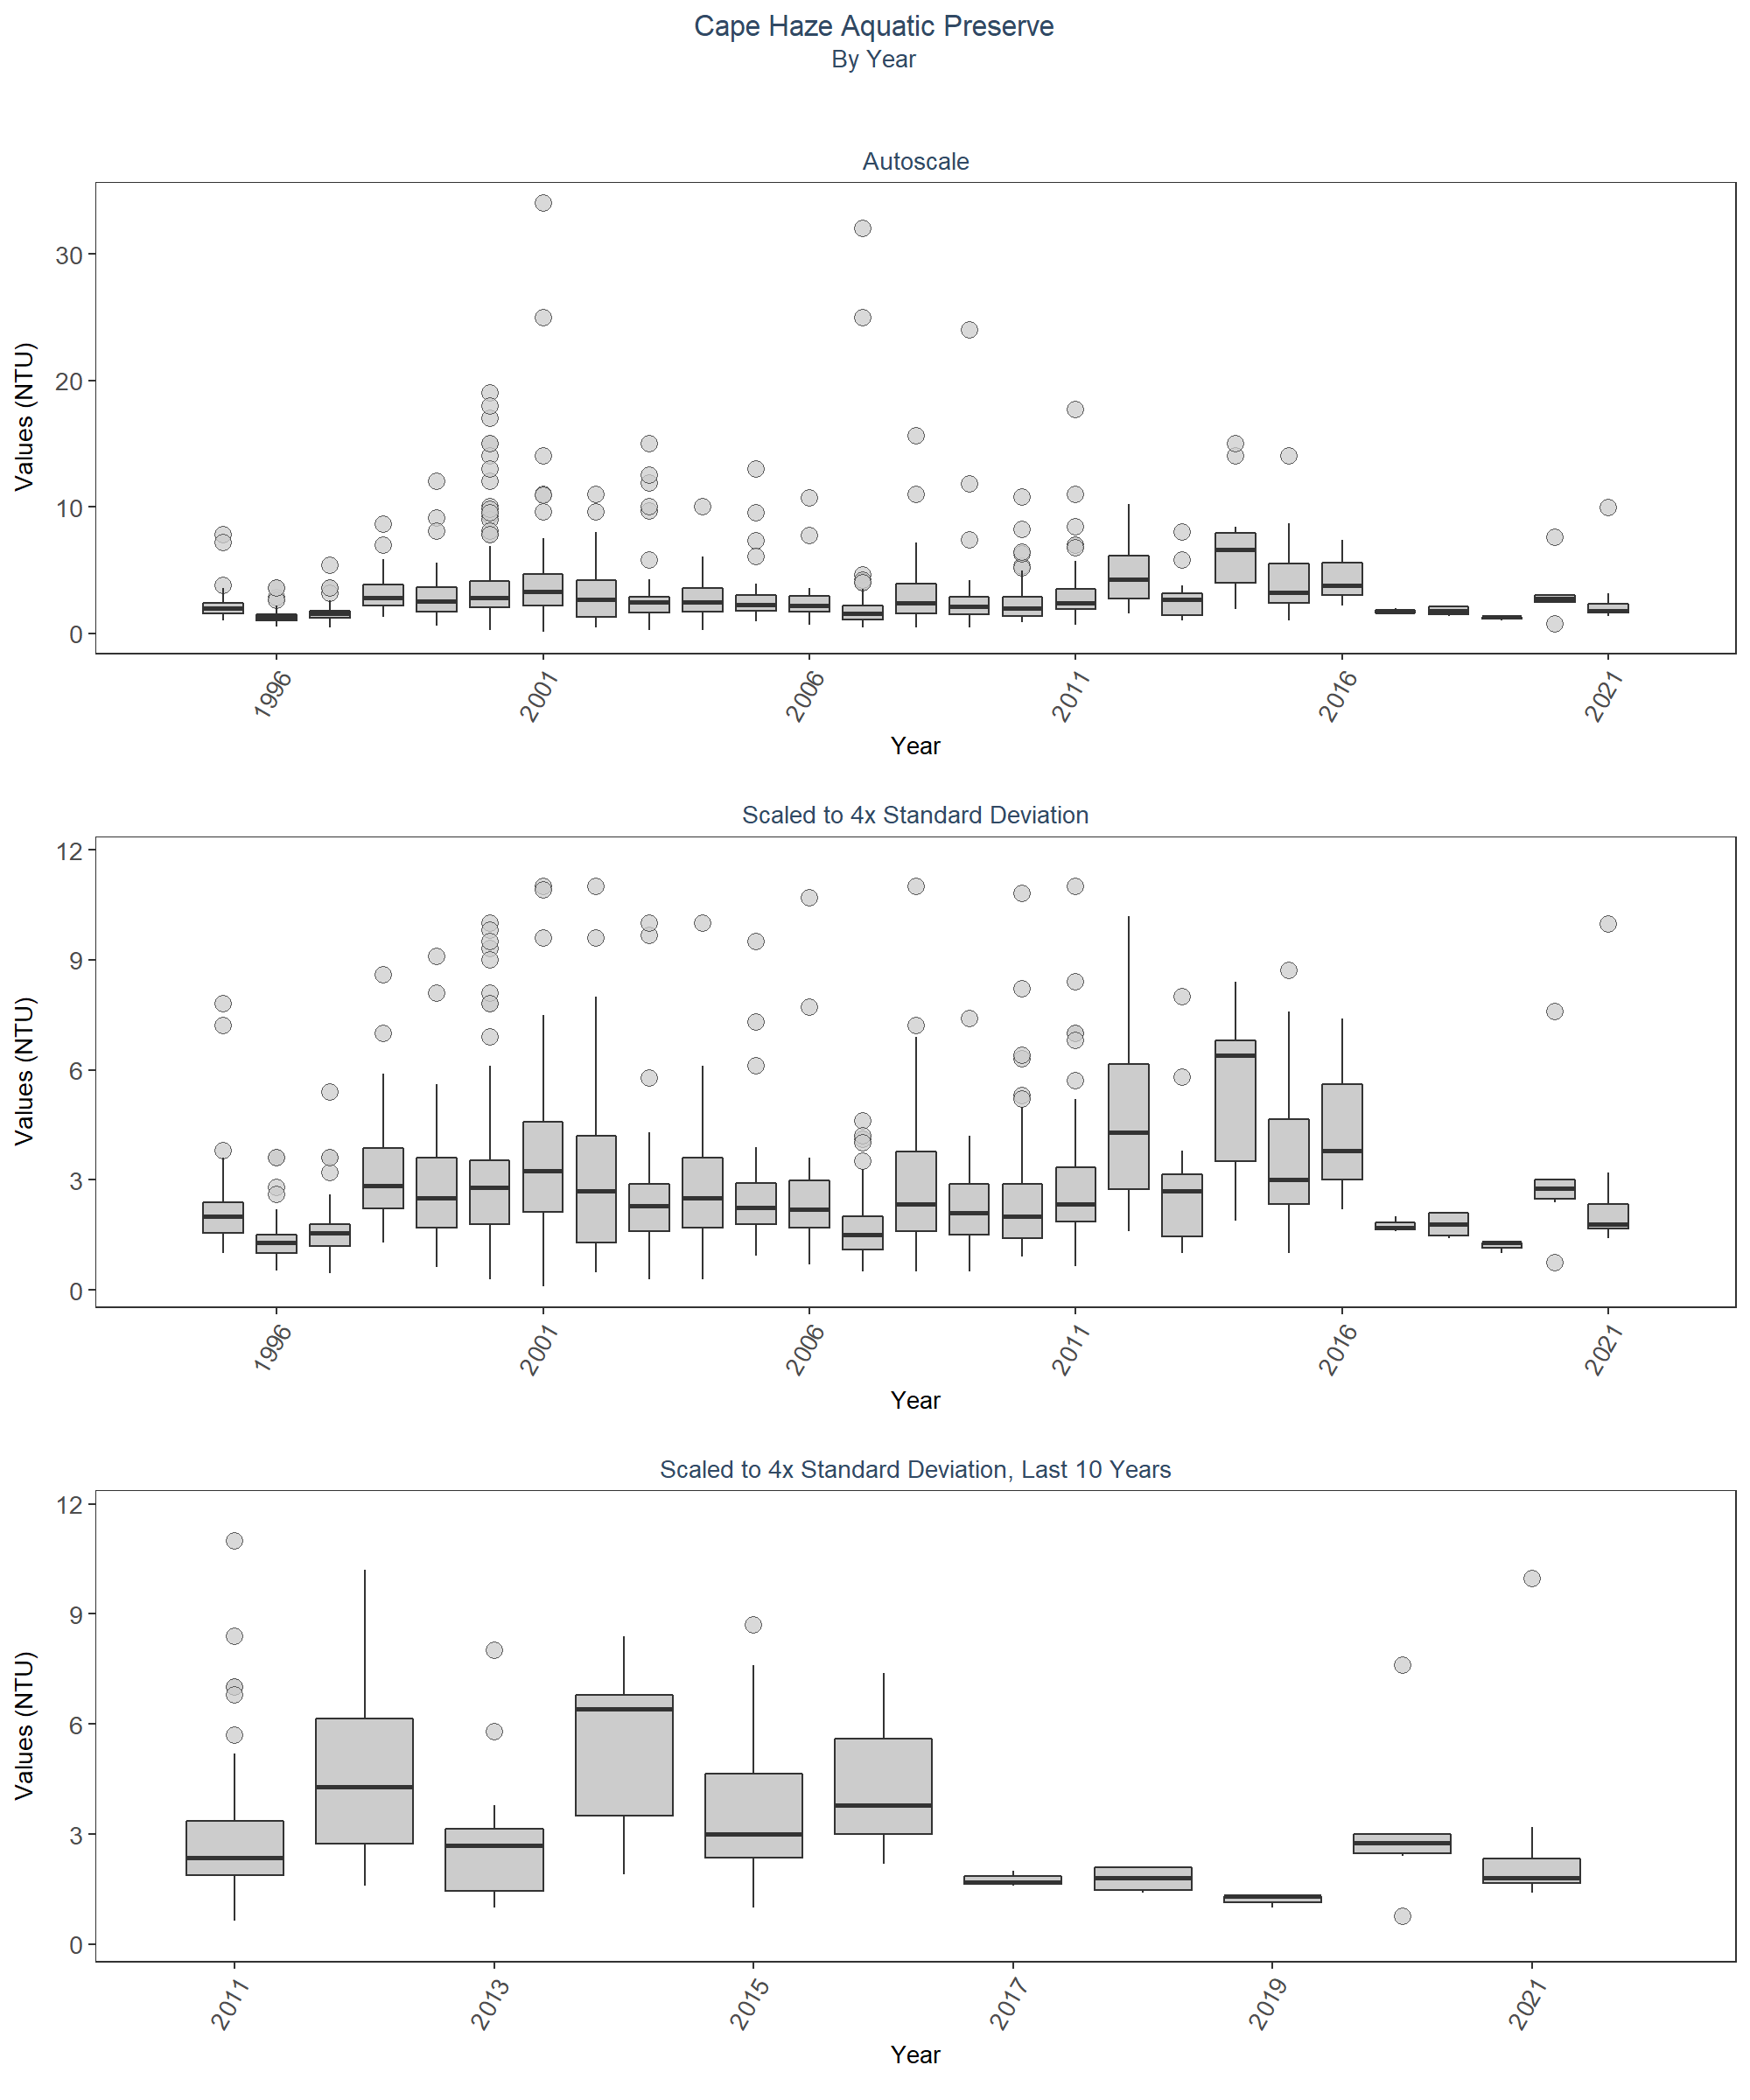 Cape Haze Aquatic Preserve
By Year
Autoscale
Values (NTU)
30
20
10
0
1996
2001
2006
2011
2016
2021
Year
Scaled to 4x Standard Deviation
Values (NTU)
12
9
6
3
0
1996
2001
2006
2011
2016
2021
Year
Scaled to 4x Standard Deviation, Last 10 Years
Values (NTU)
12
9
6
3
0
2011
2013
2015
2017
2019
2021
Year